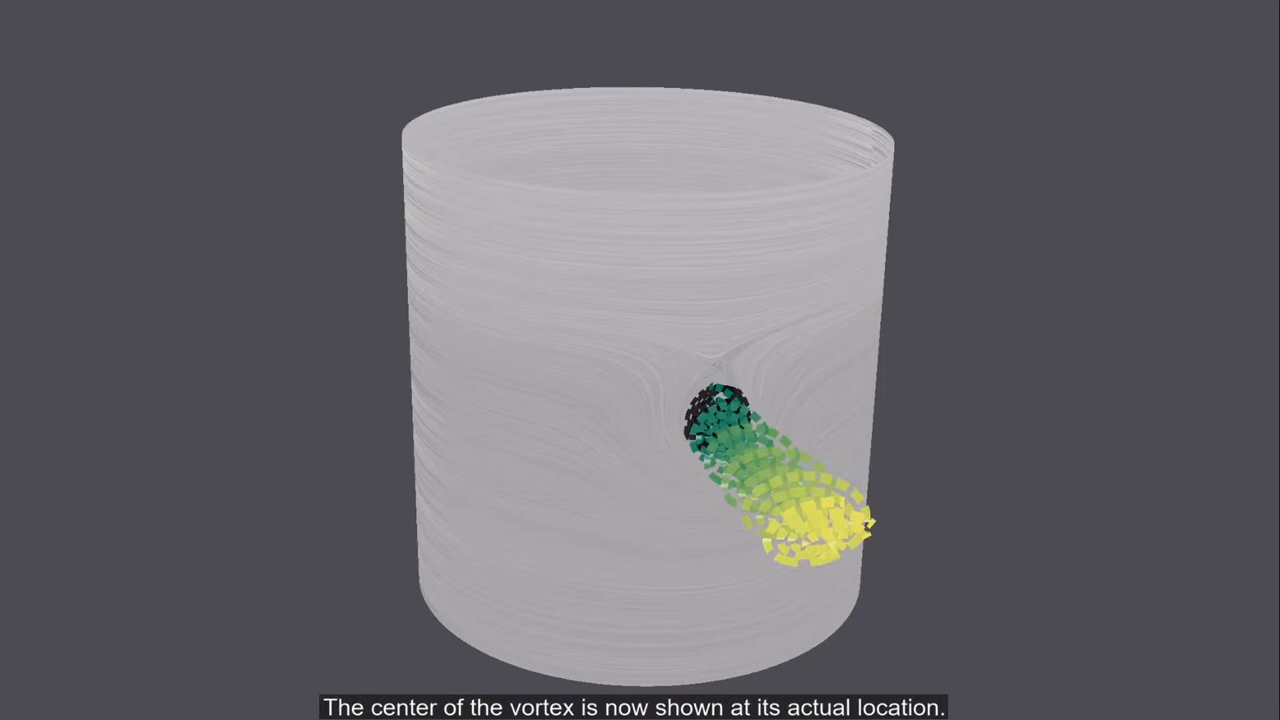 The center of the vortex is now shown at its actual location.